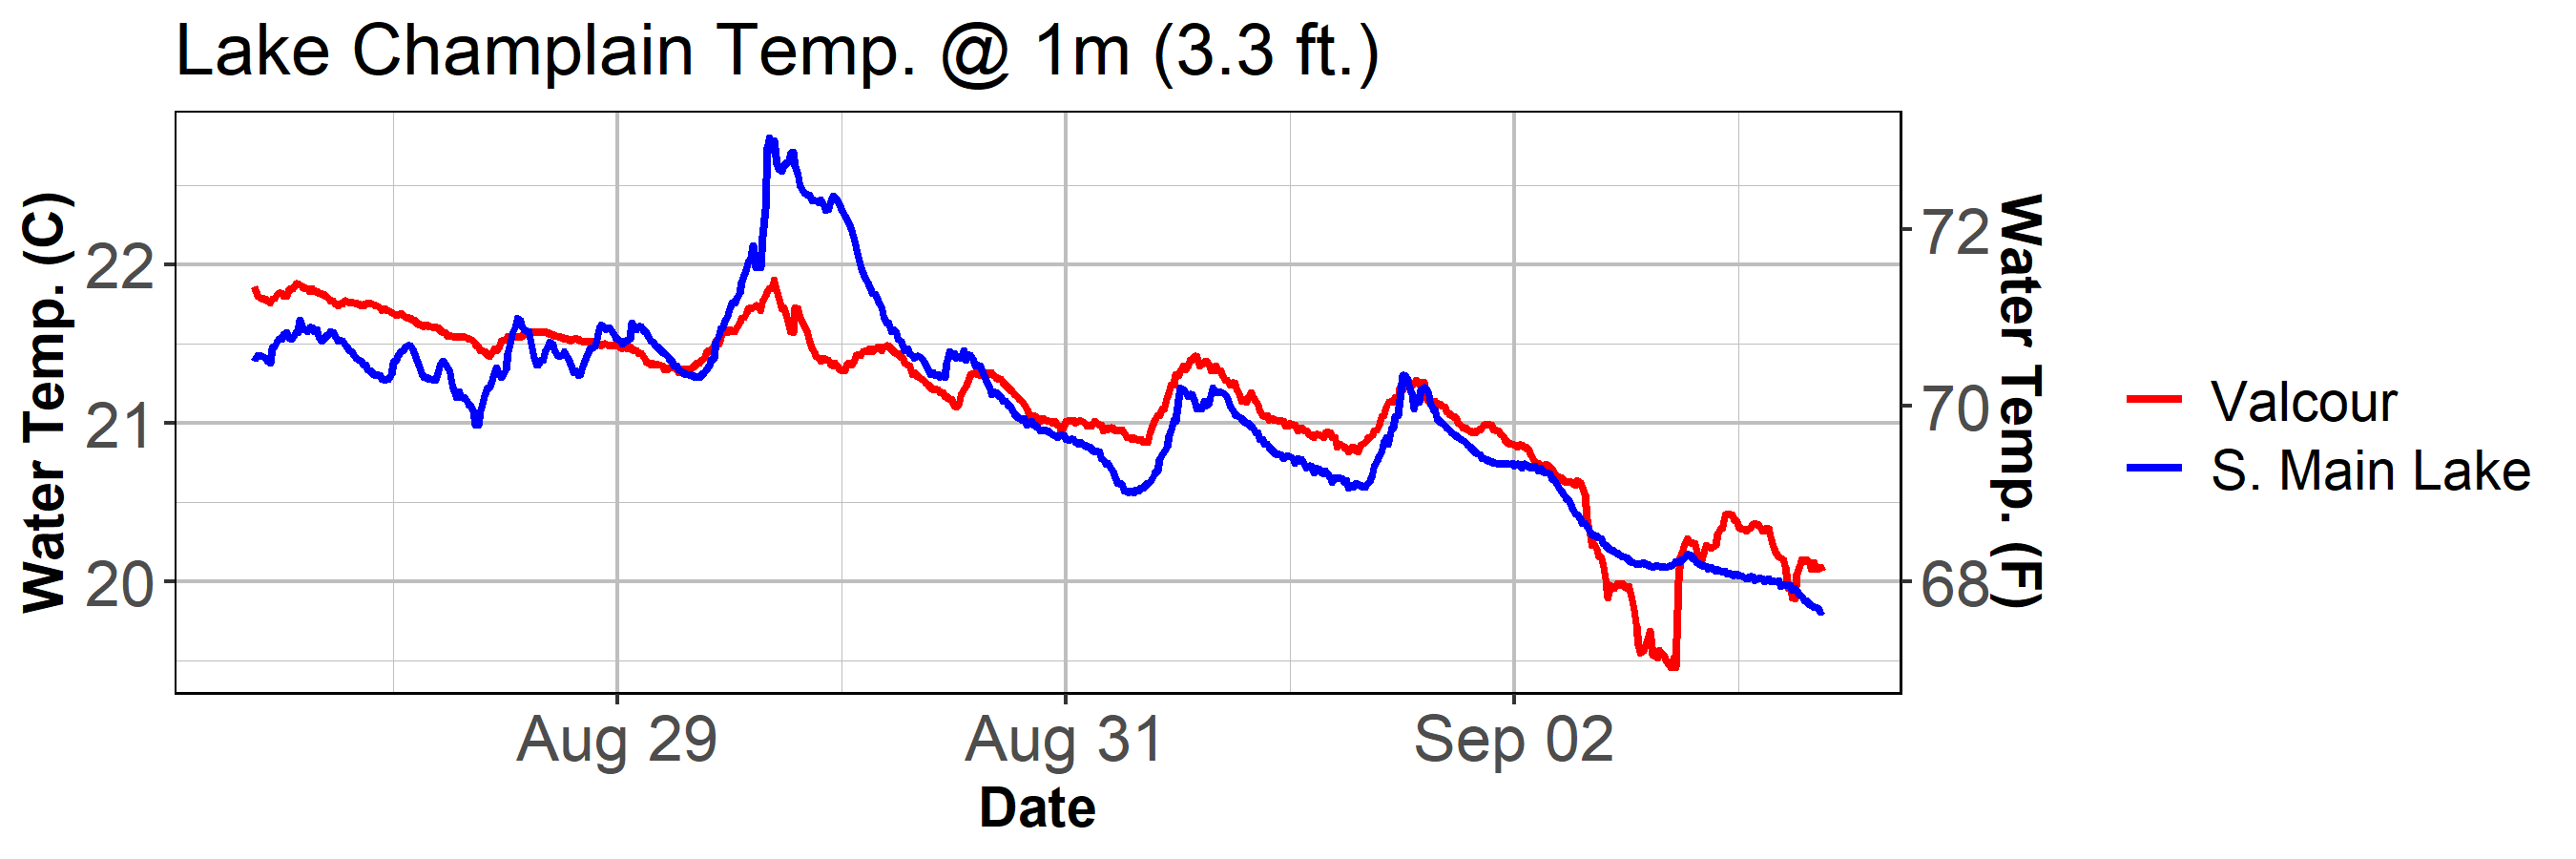 Lake Champlain Temp. @ 1m (3.3 ft.)
Water Temp. (C)
22
21
20
72
70
68
Water Temp. (F)
Aug 29
Aug 31
Sep 02
Date
Valcour
S. Main Lake